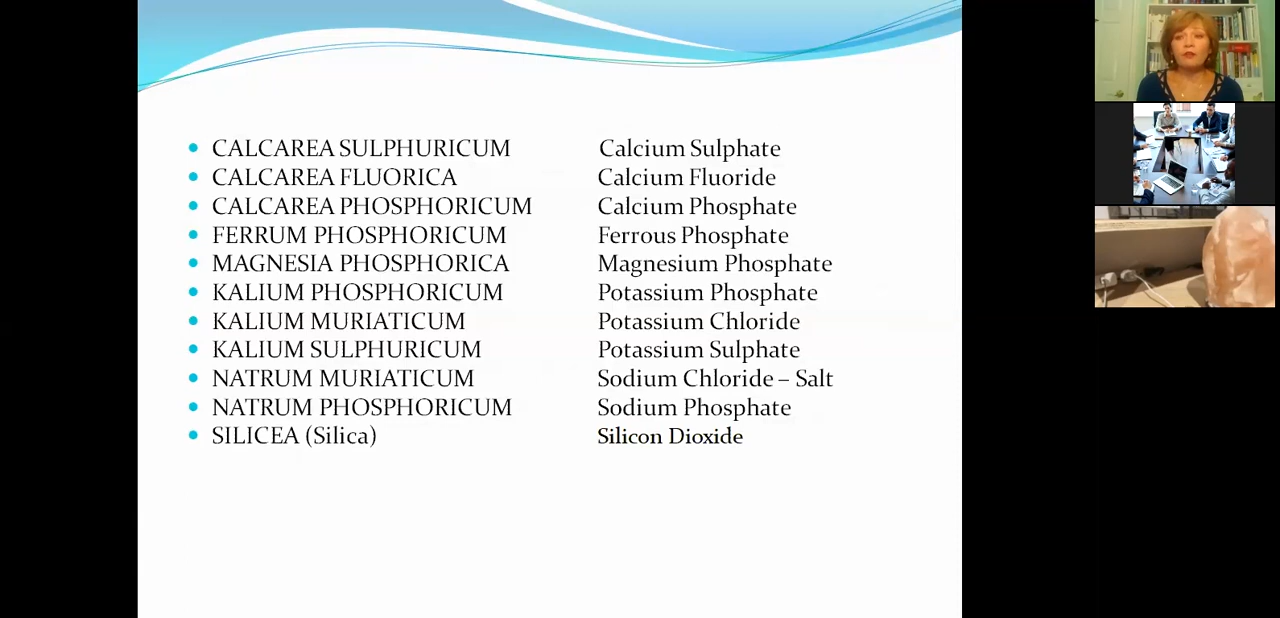 CALCAREA SULPHURICUM Calcium Sulphate
CALCAREA FLUORICA Calcium Fluoride
CALCAREA PHOSPHORICUM Calcium Phosphate
FERRUM PHOSPHORICUM Ferrous Phosphate
MAGNESIA PHOSPHORICA Magnesium Phosphate
KALIUM PHOSPHORICUM Potassium Phosphate
KALIUM MURIATICUM Potassium Chloride
KALIUM SULPHURICUM Potassium Sulphate
NATRUM MURIATICUM Sodium Chloride – Salt
NATRUM PHOSPHORICUM Sodium Phosphate
SILICEA (Silica) Silicon Dioxide